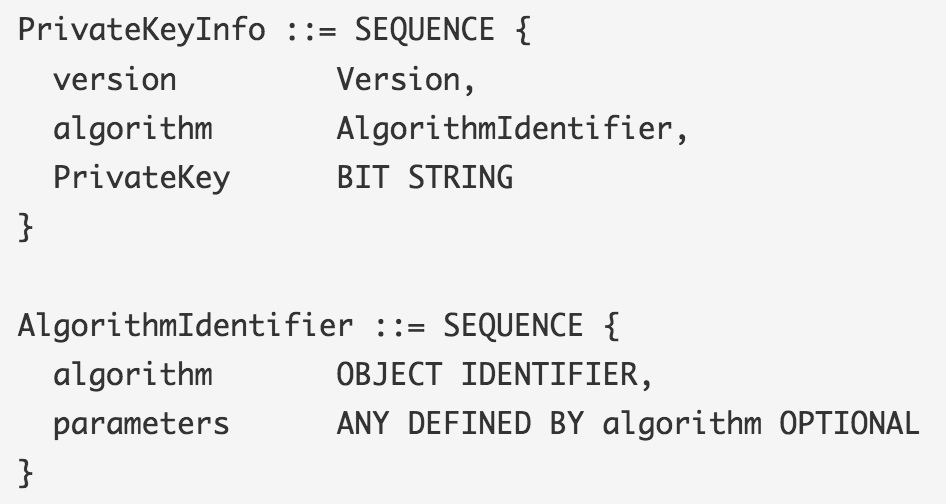 PrivateKeyInfo ::= SEQUENCE {
  version         Version,
  algorithm       AlgorithmIdentifier,
  PrivateKey      BIT STRING
}

AlgorithmIdentifier ::= SEQUENCE {
  algorithm       OBJECT IDENTIFIER,
  parameters      ANY DEFINED BY algorithm OPTIONAL
}